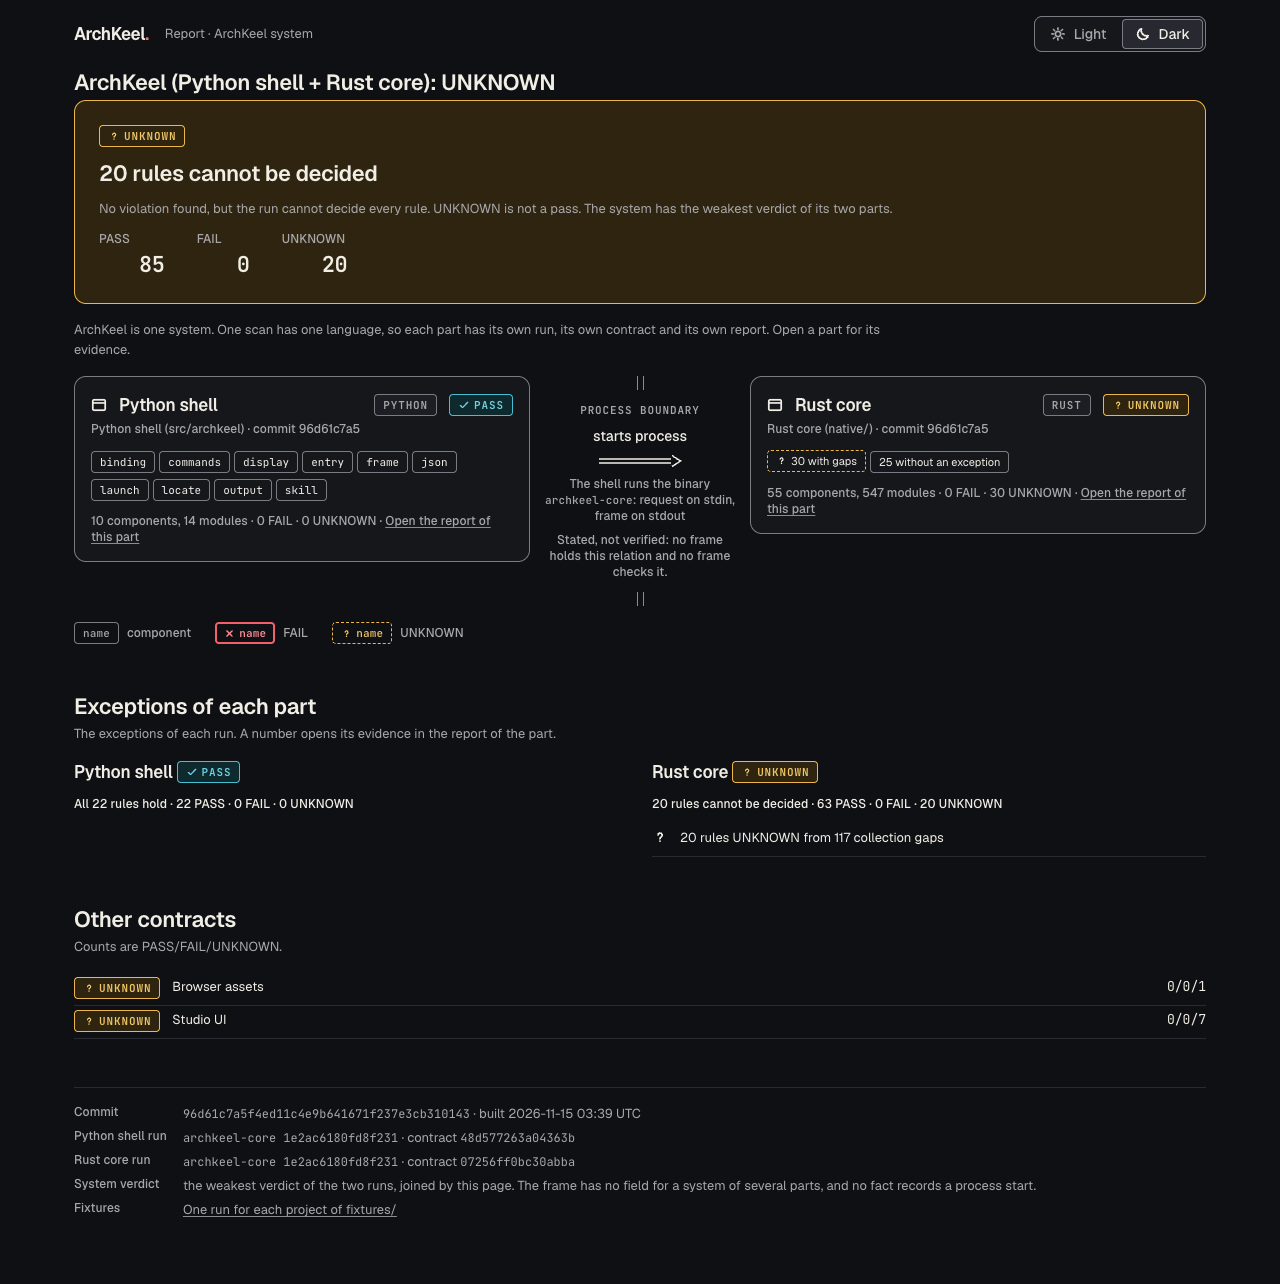 ArchKeel. Report · ArchKeel system Light Dark
ArchKeel (Python shell + Rust core): UNKNOWN
? UNKNOWN
20 rules cannot be decided
No violation found, but the run cannot decide every rule. UNKNOWN is not a pass. The system has the weakest verdict of its two parts.
PASS FAIL UNKNOWN
85 0 20
ArchKeel is one system. One scan has one language, so each part has its own run, its own contract and its own report. Open a part for its
evidence.
Python shell PYTHON ✓ PASS
Python shell (src/archkeel) · commit 96d61c7a5
binding commands display entry frame json
launch locate output skill
10 components, 14 modules · 0 FAIL · 0 UNKNOWN · Open the report of
this part
PROCESS BOUNDARY
starts process
The shell runs the binary
archkeel-core: request on stdin,
frame on stdout
Stated, not verified: no frame
holds this relation and no frame
checks it.
Rust core RUST ? UNKNOWN
Rust core (native/) · commit 96d61c7a5
? 30 with gaps 25 without an exception
55 components, 547 modules · 0 FAIL · 30 UNKNOWN · Open the report of
this part
name component × name FAIL ? name UNKNOWN
Exceptions of each part
The exceptions of each run. A number opens its evidence in the report of the part.
Python shell ✓ PASS
All 22 rules hold · 22 PASS · 0 FAIL · 0 UNKNOWN
Rust core ? UNKNOWN
20 rules cannot be decided · 63 PASS · 0 FAIL · 20 UNKNOWN
? 20 rules UNKNOWN from 117 collection gaps
Other contracts
Counts are PASS/FAIL/UNKNOWN.
? UNKNOWN Browser assets 0/0/1
? UNKNOWN Studio UI 0/0/7
Commit 96d61c7a5f4ed11c4e9b641671f237e3cb310143 · built 2026-11-15 03:39 UTC
Python shell run archkeel-core 1e2ac6180fd8f231 · contract 48d577263a04363b
Rust core run archkeel-core 1e2ac6180fd8f231 · contract 07256ff0bc30abba
System verdict the weakest verdict of the two runs, joined by this page. The frame has no field for a system of several parts, and no fact records a process start.
Fixtures One run for each project of fixtures/